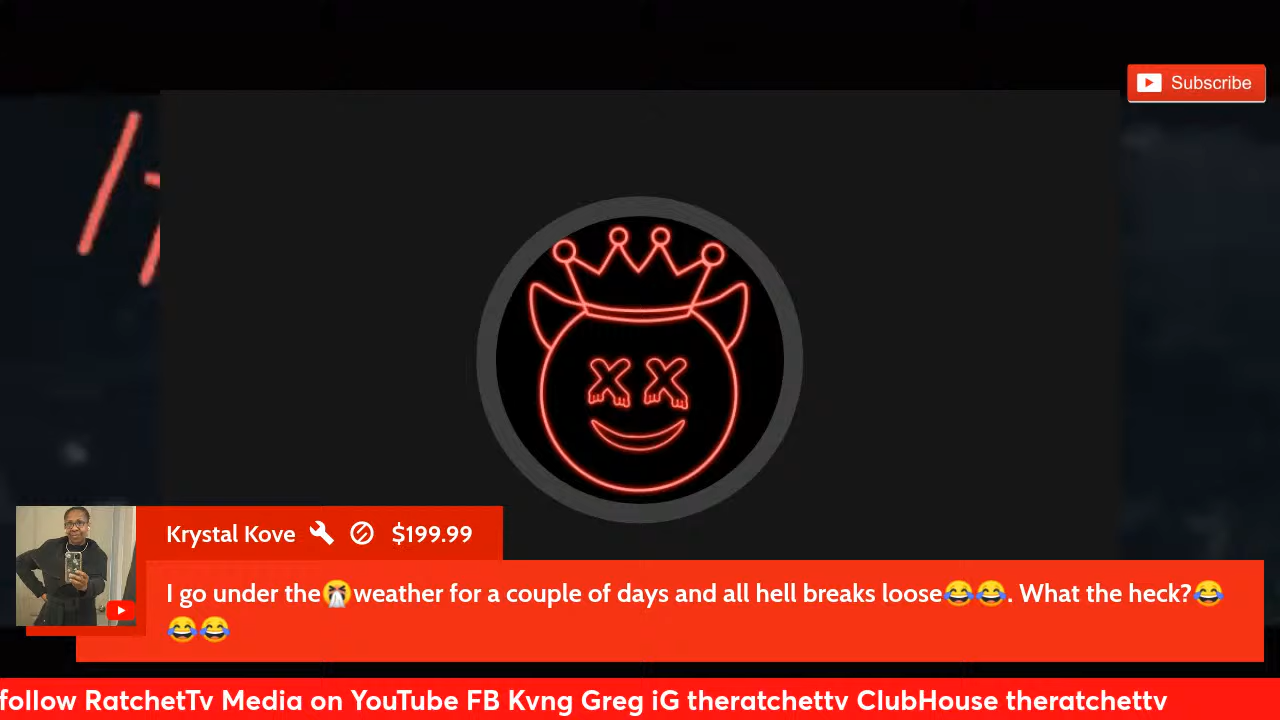 Subscribe
Krystal Kove $199.99
I go under the🤧weather for a couple of days and all hell breaks loose😂😂. What the heck?😂
😂😂
follow RatchetTv Media on YouTube FB Kvng Greg iG theratchettv ClubHouse theratchettv